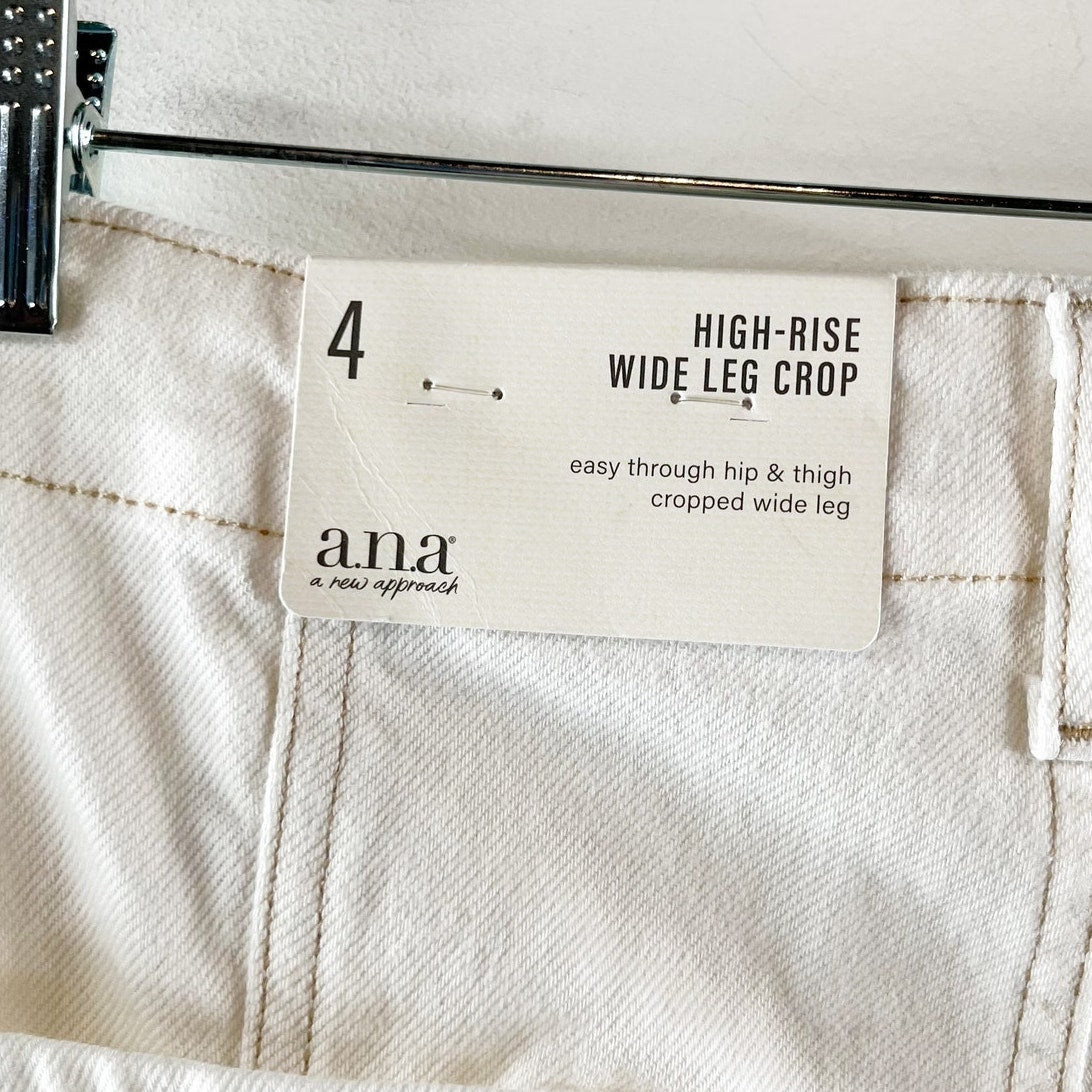 4
HIGH-RISE
WIDE LEG CROP
easy through hip & thigh
cropped wide leg
a.n.a®
a new approach